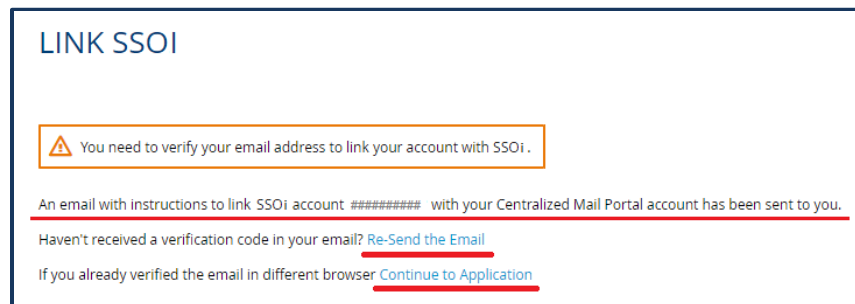 LINK SSOI
You need to verify your email address to link your account with SSOi.
An email with instructions to link SSOi account ########## with your Centralized Mail Portal account has been sent to you.
Haven't received a verification code in your email? Re-Send the Email
If you already verified the email in different browser Continue to Application